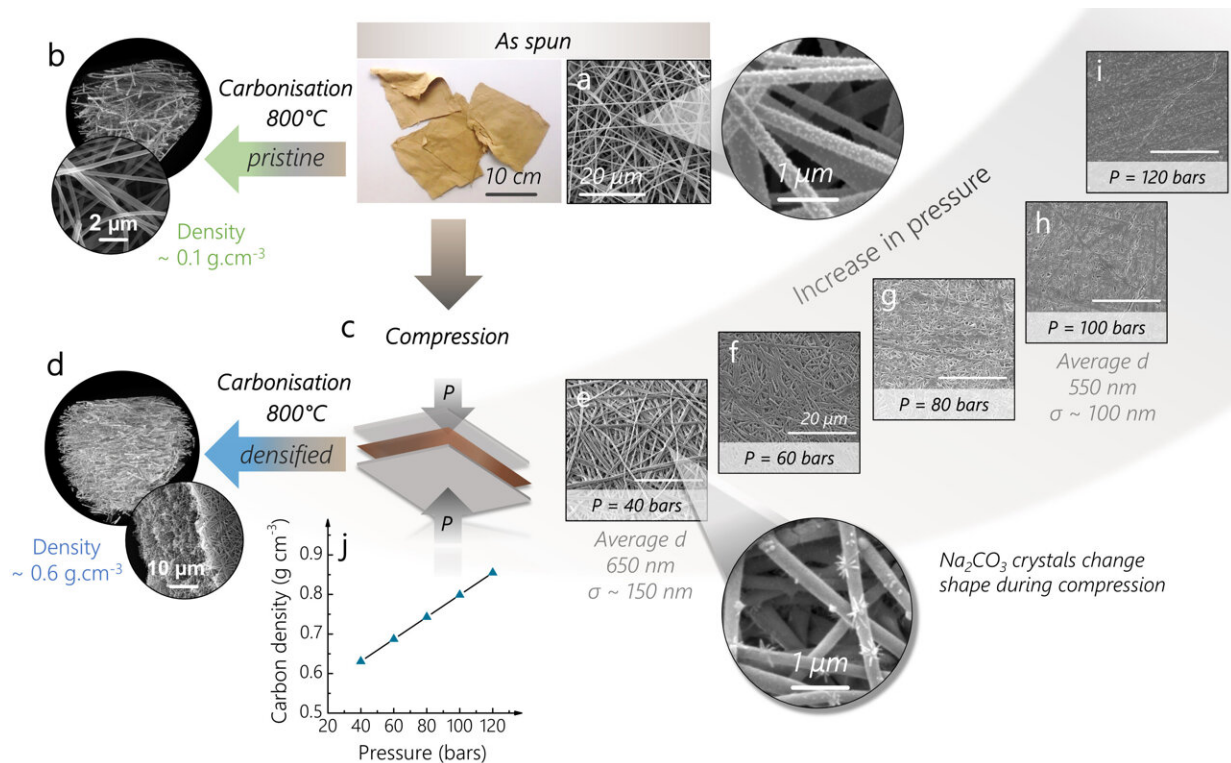 As spun
b
Carbonisation
800°C
pristine
10 cm
a
20 µm
1 µm
i
P = 120 bars
2 µm
Density
~ 0.1 g.cm⁻³
Increase in pressure
h
P = 100 bars
Average d
550 nm
σ ~ 100 nm
g
P = 80 bars
c
Compression
f
20 µm
P = 60 bars
d
Carbonisation
800°C
densified
P
P
e
P = 40 bars
Average d
650 nm
σ ~ 150 nm
Density
~ 0.6 g.cm⁻³
10 µm
Na₂CO₃ crystals change
shape during compression
1 µm
j
Carbon density (g cm⁻³)
0.9
0.8
0.7
0.6
0.5
20 40 60 80 100 120
Pressure (bars)